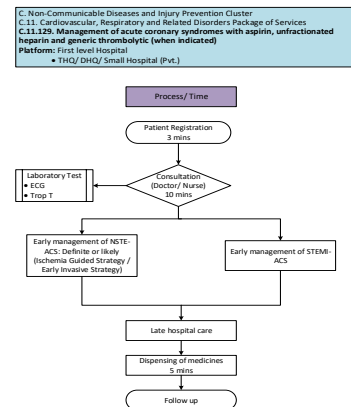 C. Non-Communicable Diseases and Injury Prevention Cluster
C.11. Cardiovascular, Respiratory and Related Disorders Package of Services
C.11.129. Management of acute coronary syndromes with aspirin, unfractionated
heparin and generic thrombolytic (when indicated)
Platform: First level Hospital
• THQ/ DHQ/ Small Hospital (Pvt.)
Process/ Time
Patient Registration
3 mins
Laboratory Test
• ECG
• Trop T
Consultation
(Doctor/ Nurse)
10 mins
Early management of NSTE-
ACS: Definite or likely
(Ischemia Guided Strategy /
Early Invasive Strategy)
Early management of STEMI-
ACS
Late hospital care
Dispensing of medicines
5 mins
Follow up